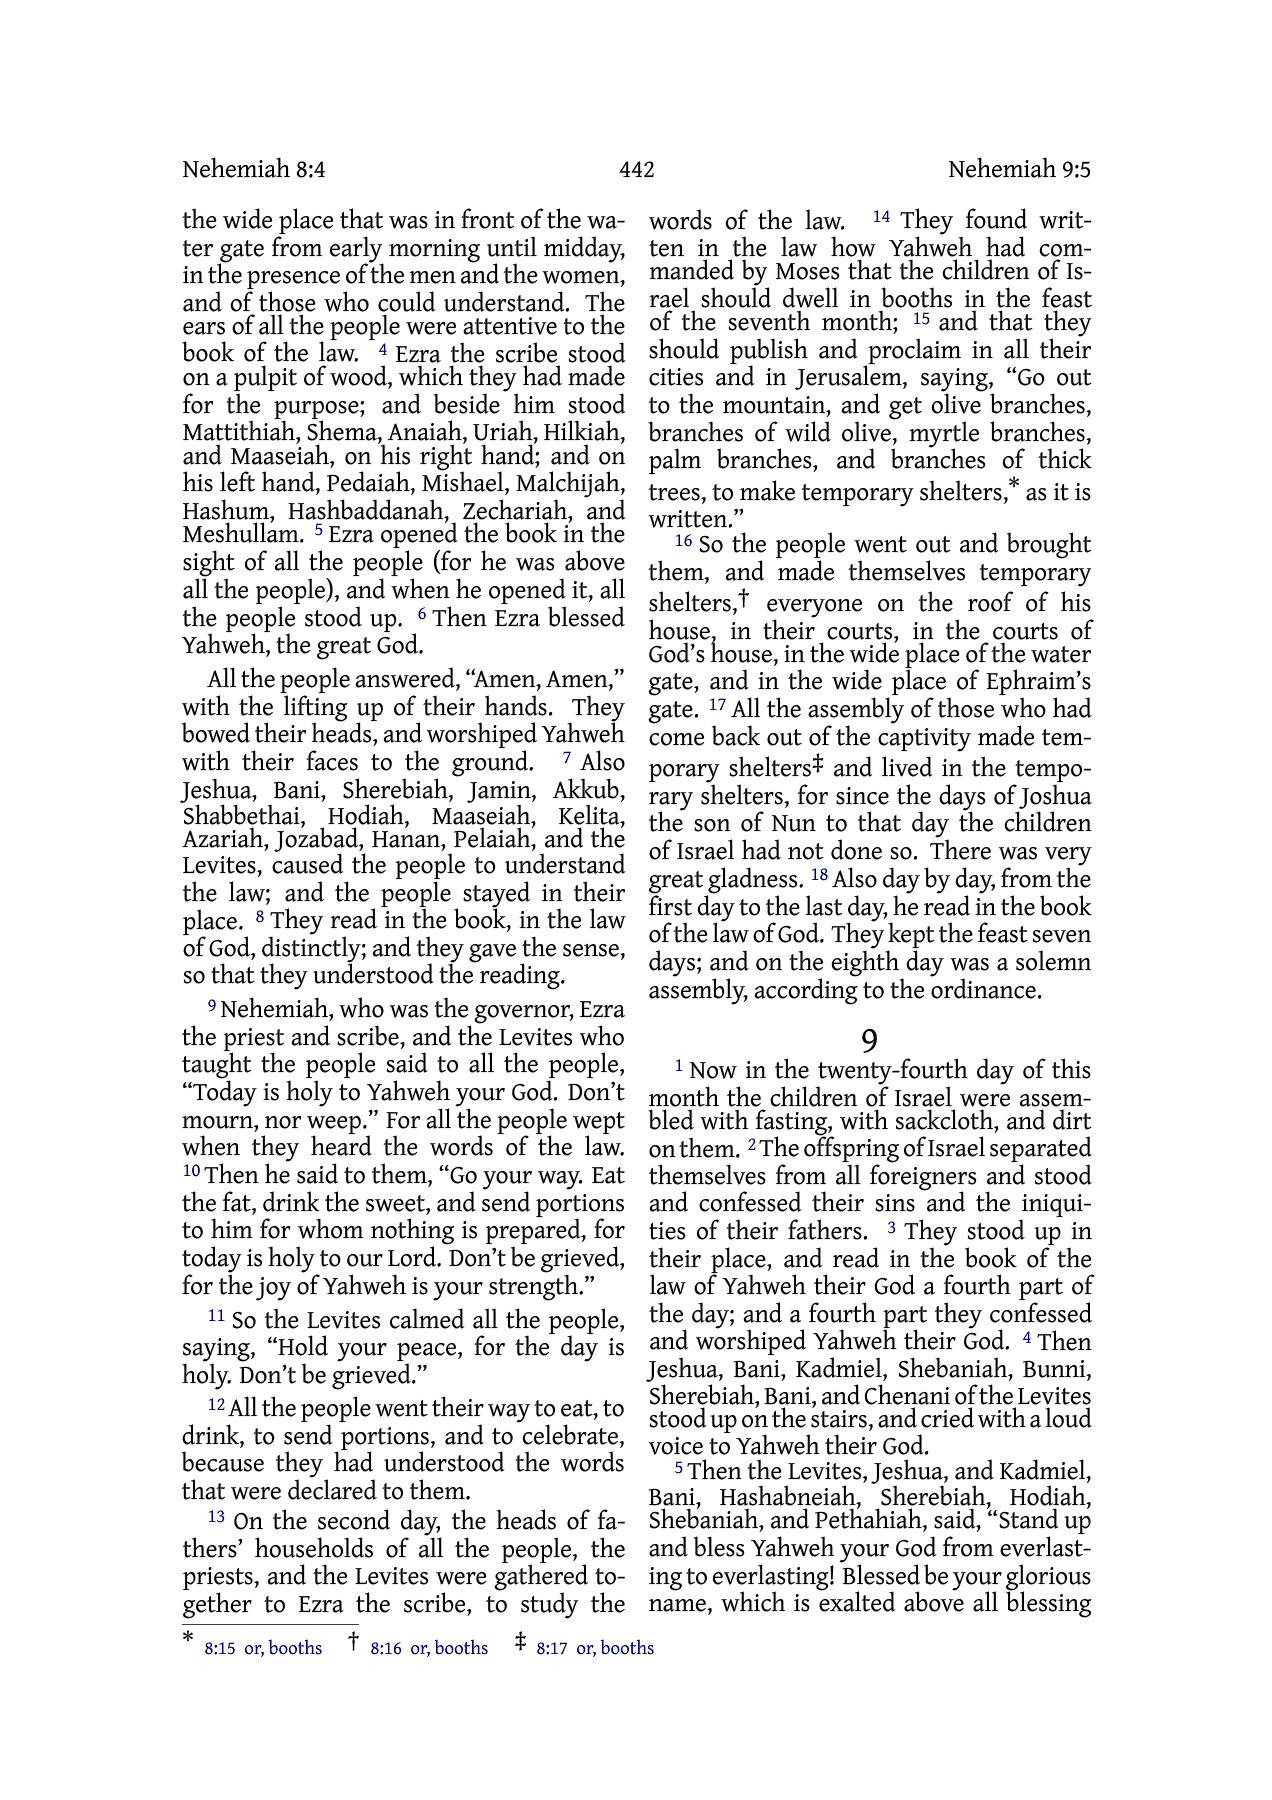 Nehemiah 8:4 442 Nehemiah 9:5
the wide place that was in front of the wa-
ter gate from early morning until midday,
in the presence of the men and the women,
and of those who could understand. The
ears of all the people were attentive to the
book of the law. 4 Ezra the scribe stood
on a pulpit of wood, which they had made
for the purpose; and beside him stood
Mattithiah, Shema, Anaiah, Uriah, Hilkiah,
and Maaseiah, on his right hand; and on
his left hand, Pedaiah, Mishael, Malchijah,
Hashum, Hashbaddanah, Zechariah, and
Meshullam. 5 Ezra opened the book in the
sight of all the people (for he was above
all the people), and when he opened it, all
the people stood up. 6 Then Ezra blessed
Yahweh, the great God.
All the people answered, “Amen, Amen,”
with the lifting up of their hands. They
bowed their heads, and worshiped Yahweh
with their faces to the ground. 7 Also
Jeshua, Bani, Sherebiah, Jamin, Akkub,
Shabbethai, Hodiah, Maaseiah, Kelita,
Azariah, Jozabad, Hanan, Pelaiah, and the
Levites, caused the people to understand
the law; and the people stayed in their
place. 8 They read in the book, in the law
of God, distinctly; and they gave the sense,
so that they understood the reading.
9 Nehemiah, who was the governor, Ezra
the priest and scribe, and the Levites who
taught the people said to all the people,
“Today is holy to Yahweh your God. Don’t
mourn, nor weep.” For all the people wept
when they heard the words of the law.
10 Then he said to them, “Go your way. Eat
the fat, drink the sweet, and send portions
to him for whom nothing is prepared, for
today is holy to our Lord. Don’t be grieved,
for the joy of Yahweh is your strength.”
11 So the Levites calmed all the people,
saying, “Hold your peace, for the day is
holy. Don’t be grieved.”
12 All the people went their way to eat, to
drink, to send portions, and to celebrate,
because they had understood the words
that were declared to them.
13 On the second day, the heads of fa-
thers’ households of all the people, the
priests, and the Levites were gathered to-
gether to Ezra the scribe, to study the
words of the law. 14 They found writ-
ten in the law how Yahweh had com-
manded by Moses that the children of Is-
rael should dwell in booths in the feast
of the seventh month; 15 and that they
should publish and proclaim in all their
cities and in Jerusalem, saying, “Go out
to the mountain, and get olive branches,
branches of wild olive, myrtle branches,
palm branches, and branches of thick
trees, to make temporary shelters,* as it is
written.”
16 So the people went out and brought
them, and made themselves temporary
shelters,† everyone on the roof of his
house, in their courts, in the courts of
God’s house, in the wide place of the water
gate, and in the wide place of Ephraim’s
gate. 17 All the assembly of those who had
come back out of the captivity made tem-
porary shelters‡ and lived in the tempo-
rary shelters, for since the days of Joshua
the son of Nun to that day the children
of Israel had not done so. There was very
great gladness. 18 Also day by day, from the
first day to the last day, he read in the book
of the law of God. They kept the feast seven
days; and on the eighth day was a solemn
assembly, according to the ordinance.
9
1 Now in the twenty-fourth day of this
month the children of Israel were assem-
bled with fasting, with sackcloth, and dirt
on them. 2 The offspring of Israel separated
themselves from all foreigners and stood
and confessed their sins and the iniqui-
ties of their fathers. 3 They stood up in
their place, and read in the book of the
law of Yahweh their God a fourth part of
the day; and a fourth part they confessed
and worshiped Yahweh their God. 4 Then
Jeshua, Bani, Kadmiel, Shebaniah, Bunni,
Sherebiah, Bani, and Chenani of the Levites
stood up on the stairs, and cried with a loud
voice to Yahweh their God.
5 Then the Levites, Jeshua, and Kadmiel,
Bani, Hashabneiah, Sherebiah, Hodiah,
Shebaniah, and Pethahiah, said, “Stand up
and bless Yahweh your God from everlast-
ing to everlasting! Blessed be your glorious
name, which is exalted above all blessing
* 8:15 or, booths † 8:16 or, booths ‡ 8:17 or, booths